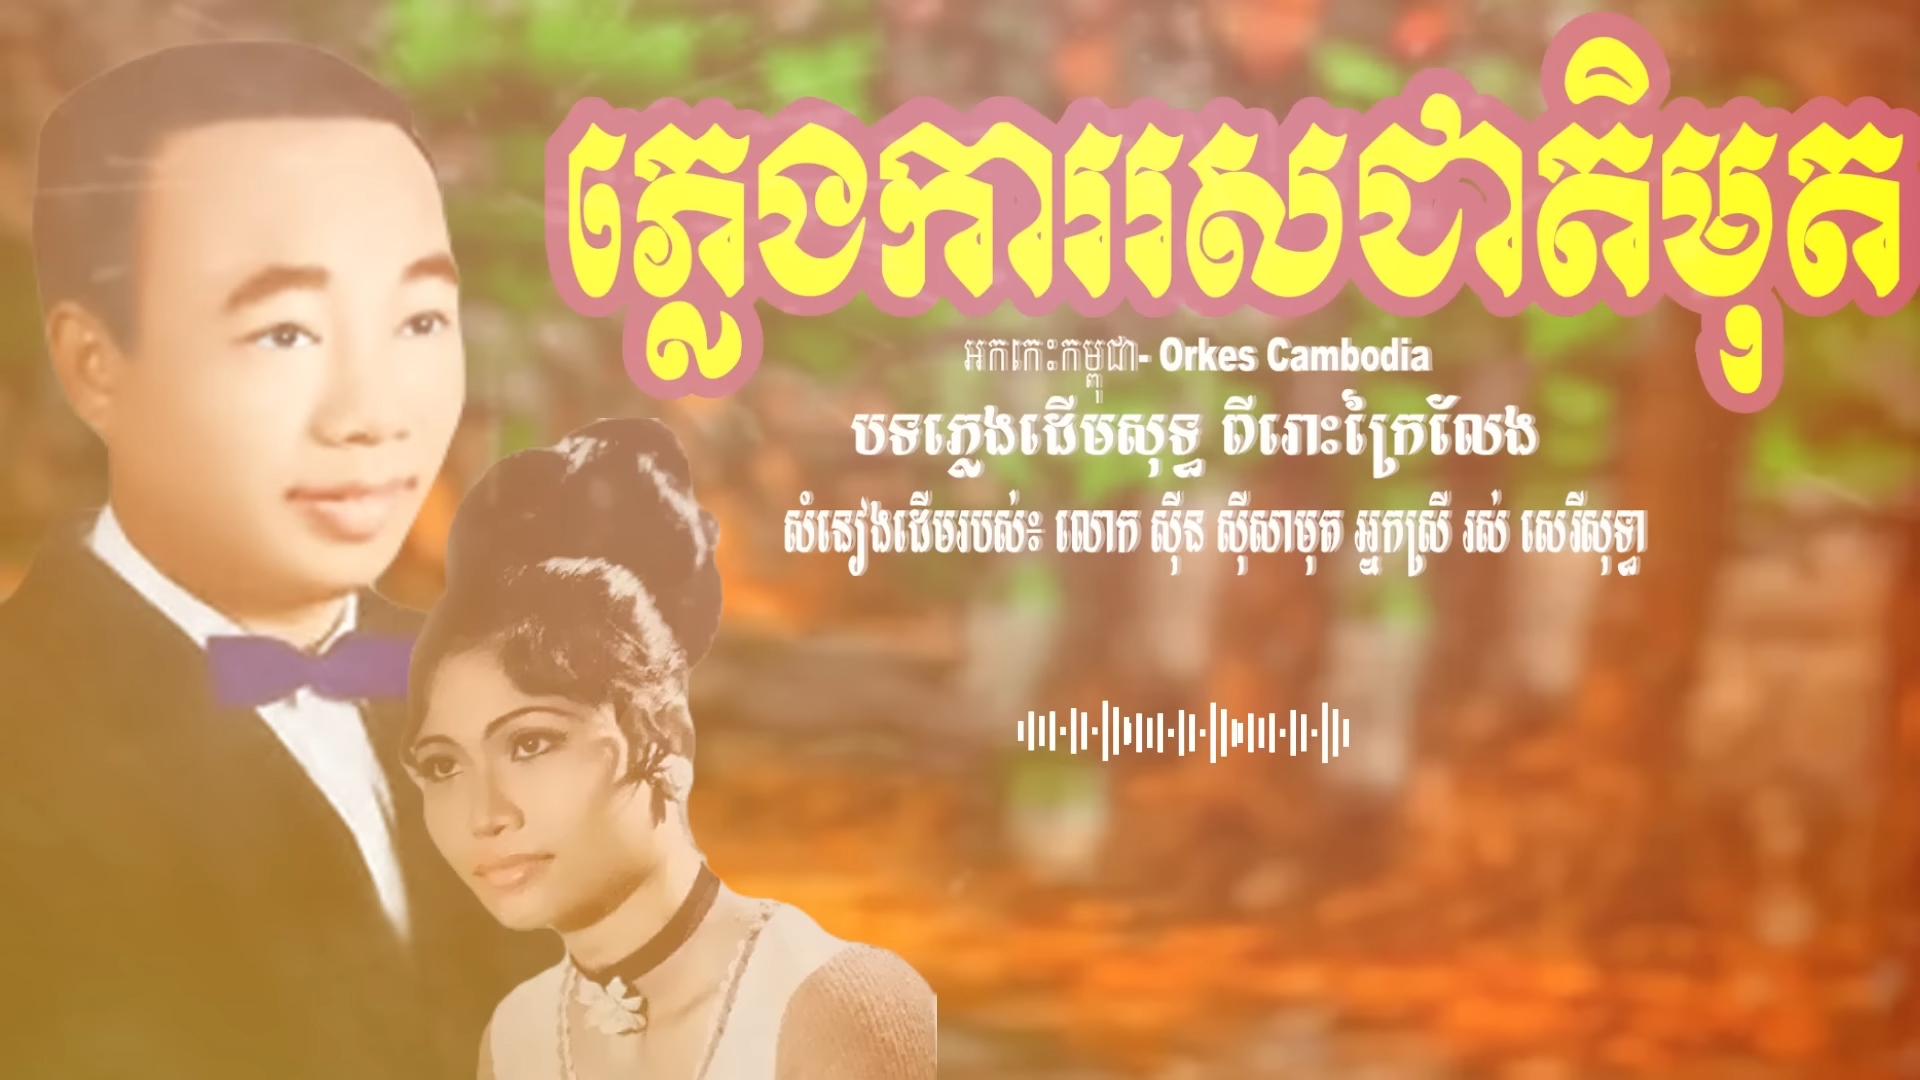 ភ្លេងការរសជាតិម្ហុត
អកកេះកម្ពុជា- Orkes Cambodia
បទភ្លេងដើមសុទ្ធ ពីរោះក្រៃលែង
សំនៀងដើមរបស់៖ លោក ស៊ីន ស៊ីសាមុត អ្នកស្រី រស់ សេរីសុទ្ធា